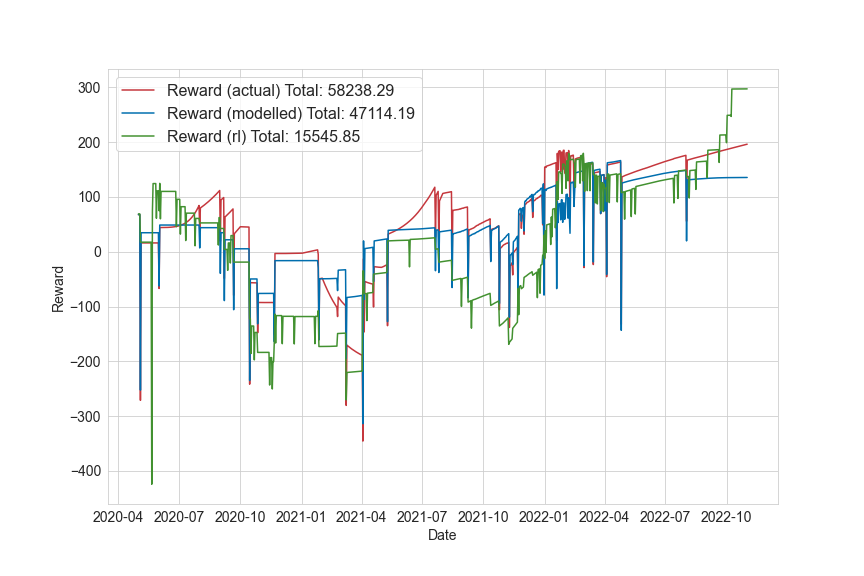 Reward (actual) Total: 58238.29
Reward (modelled) Total: 47114.19
Reward (rl) Total: 15545.85
300
200
100
0
−100
−200
−300
−400
Reward
2020-04 2020-07 2020-10 2021-01 2021-04 2021-07 2021-10 2022-01 2022-04 2022-07 2022-10
Date